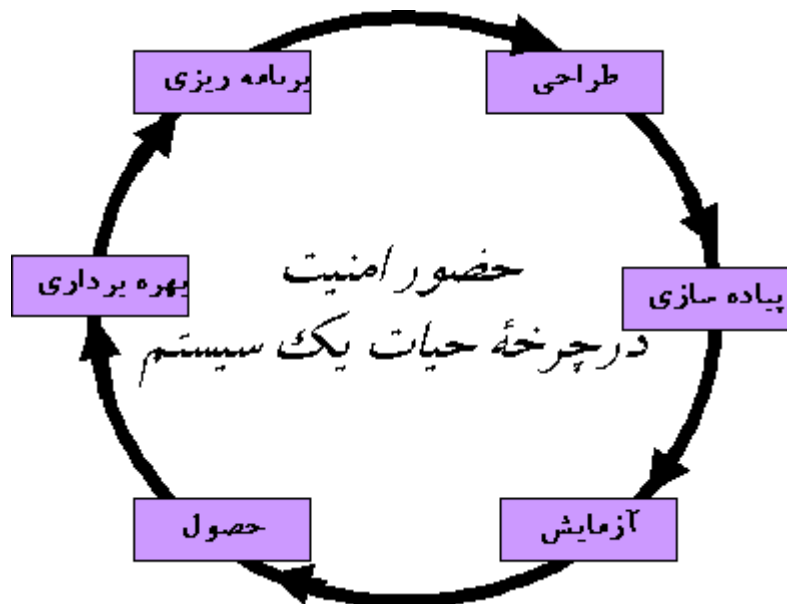 برنامه ریزی
طراحی
حضور امنیت
درچرخهٔ حیات یک سیستم
بهره برداری
پیاده سازی
حصول
آزمایش